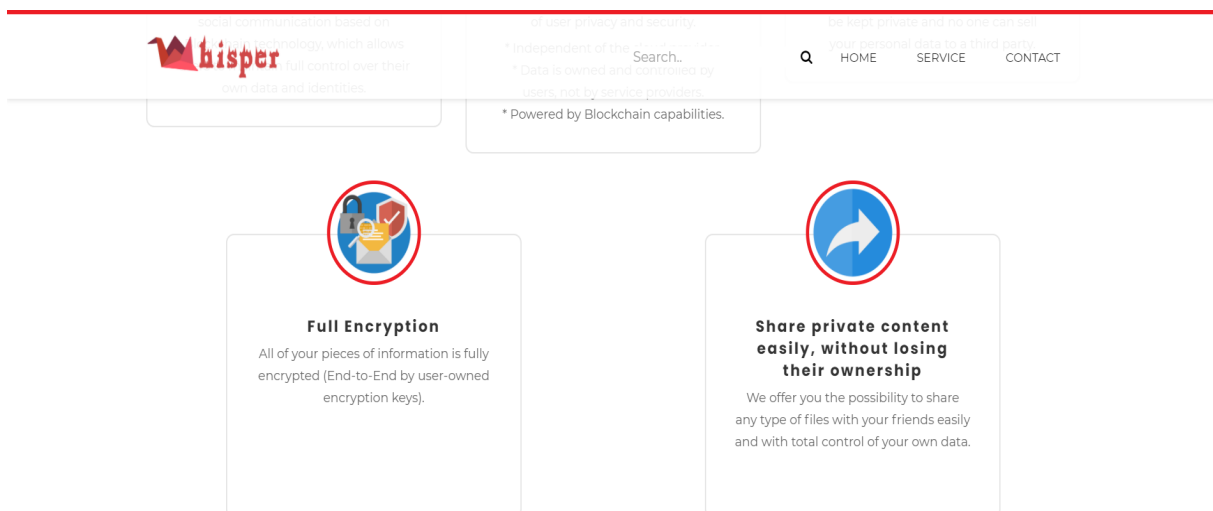 social communication based on
technology, which allows
full control over their
own data and identities.
of user privacy and security.
* Independent of the
* Data is owned and controlled by
users, not by service providers.
* Powered by Blockchain capabilities.
be kept private and no one can sell
your personal data to a third party.
Whisper
Search..
HOME SERVICE CONTACT
Full Encryption
All of your pieces of information is fully
encrypted (End-to-End by user-owned
encryption keys).
Share private content
easily, without losing
their ownership
We offer you the possibility to share
any type of files with your friends easily
and with total control of your own data.